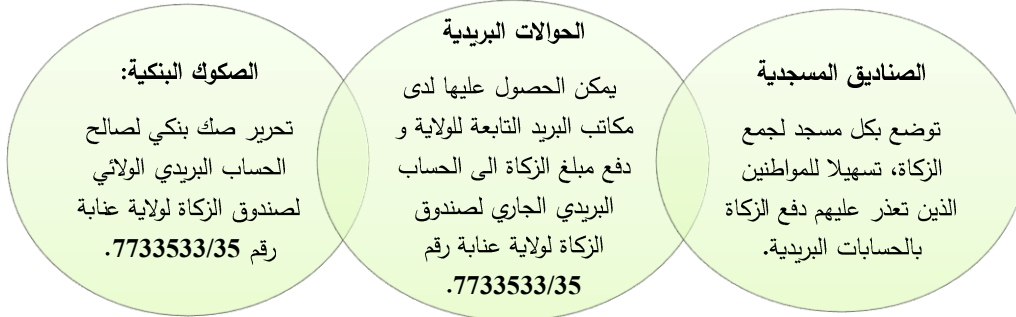 الصناديق المسجدية
توضع بكل مسجد لجمع
الزكاة، تسهيلا للمواطنين
الذين تعذر عليهم دفع الزكاة
بالحسابات البريدية.
الحوالات البريدية
يمكن الحصول عليها لدى
مكاتب البريد التابعة للولاية و
دفع مبلغ الزكاة الى الحساب
البريدي الجاري لصندوق
الزكاة لولاية عنابة رقم
7733533/35.
الصكوك البنكية:
تحرير صك بنكي لصالح
الحساب البريدي الولائي
لصندوق الزكاة لولاية عنابة
رقم 7733533/35.